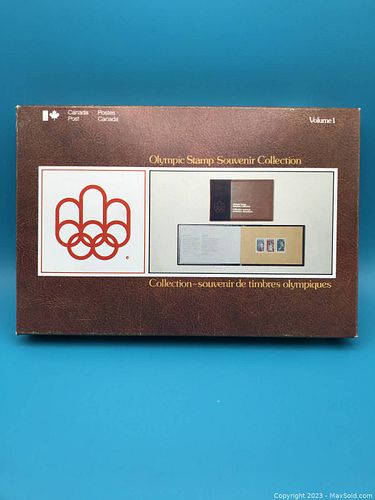 Canada Postes
Post Canada
Volume 1
Olympic Stamp Souvenir Collection
Collection-souvenir de timbres olympiques
Copyright 2023 - MaxSold.com